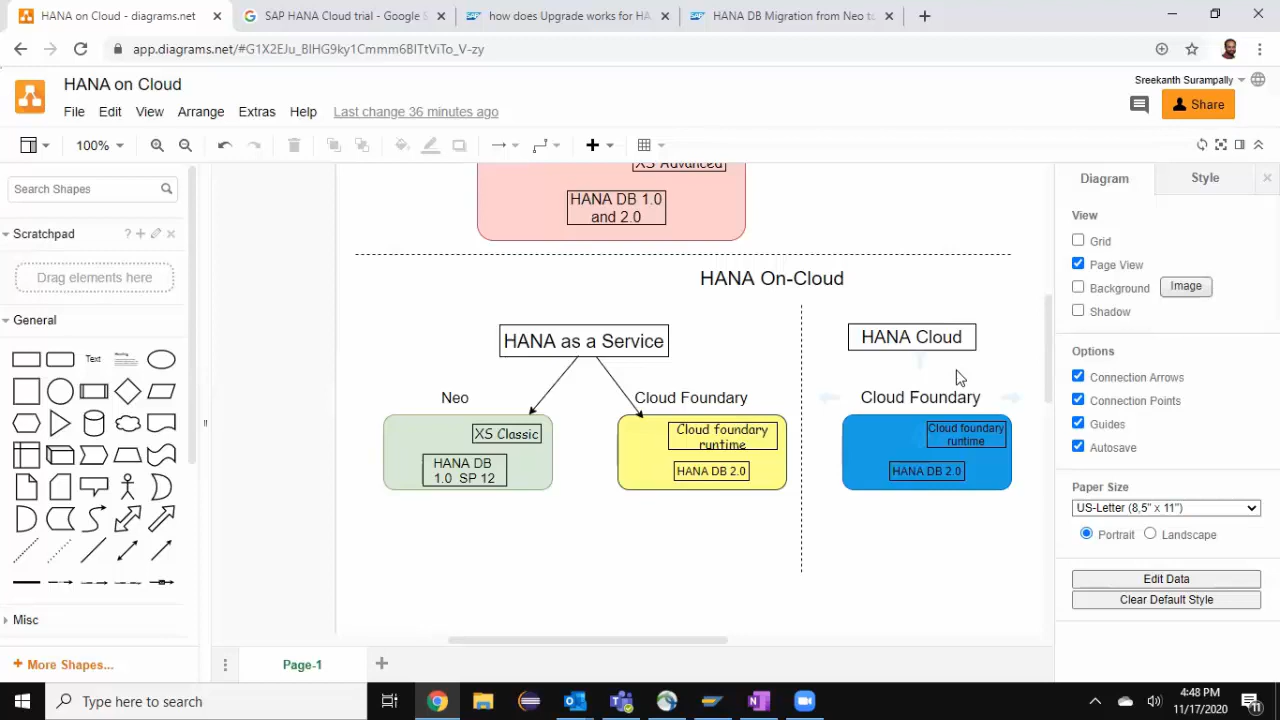 HANA on Cloud - diagrams.net
SAP HANA Cloud trial - Google S
how does Upgrade works for HA
HANA DB Migration from Neo to
app.diagrams.net/#G1X2EJu_BlHG9ky1Cmmm6BlTtViTo_V-zy
HANA on Cloud
Sreekanth Surampally
File Edit View Arrange Extras Help Last change 36 minutes ago
Share
100%
Search Shapes
Scratchpad
?
Drag elements here
General
Text
Misc
+ More Shapes...
XS Advanced
HANA DB 1.0
and 2.0
HANA On-Cloud
HANA as a Service
HANA Cloud
Neo
Cloud Foundry
Cloud Foundary
XS Classic
HANA DB
1.0 SP 12
Cloud foundary
runtime
HANA DB 2.0
Cloud foundary
runtime
HANA DB 2.0
Page-1
Diagram
Style
View
Grid
Page View
Background
Image
Shadow
Options
Connection Arrows
Connection Points
Guides
Autosave
Paper Size
US-Letter (8,5" x 11")
Portrait
Landscape
Edit Data
Clear Default Style
Type here to search
4:48 PM
11/17/2020